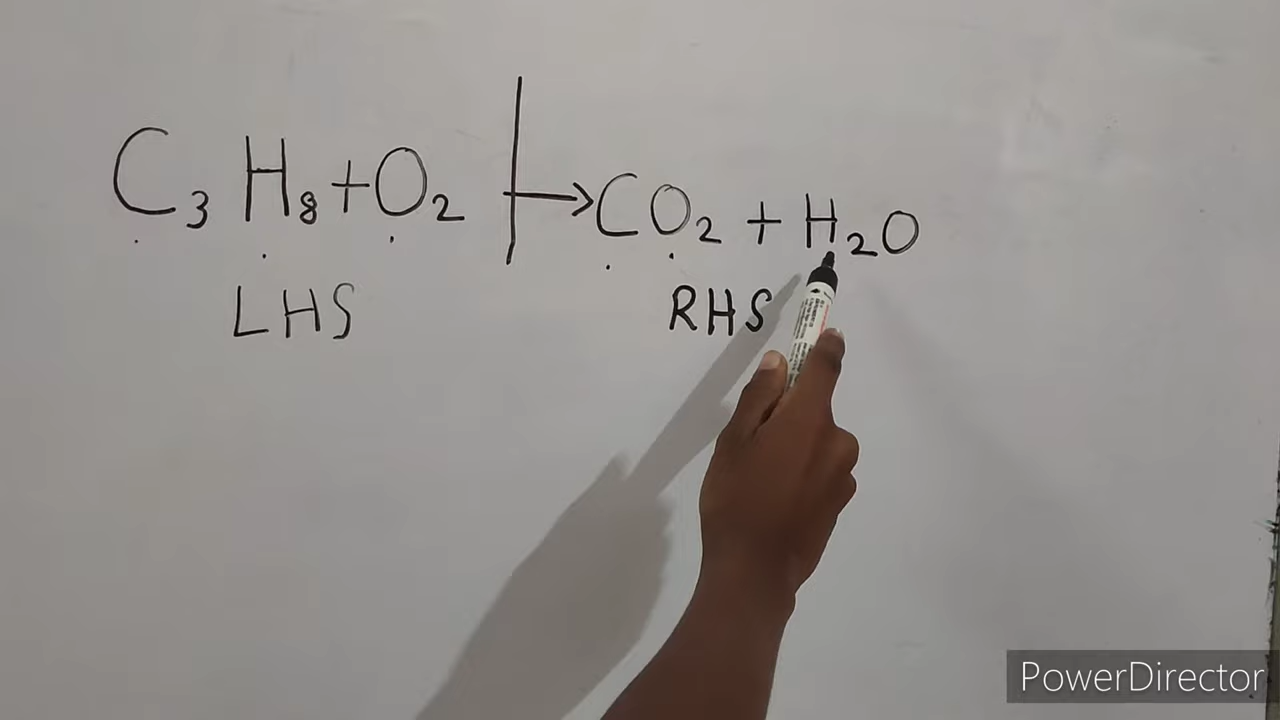 C₃H₈+O₂ → CO₂ + H₂O
LHS RHS
PowerDirector